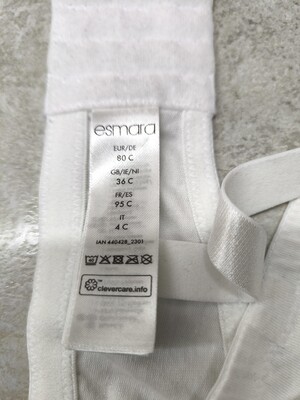 esmara
EUR/DE
80 C
GB/IE/NI
36 C
FR/ES
95 C
IT
4 C
IAN 440428_2301
clevercare.info